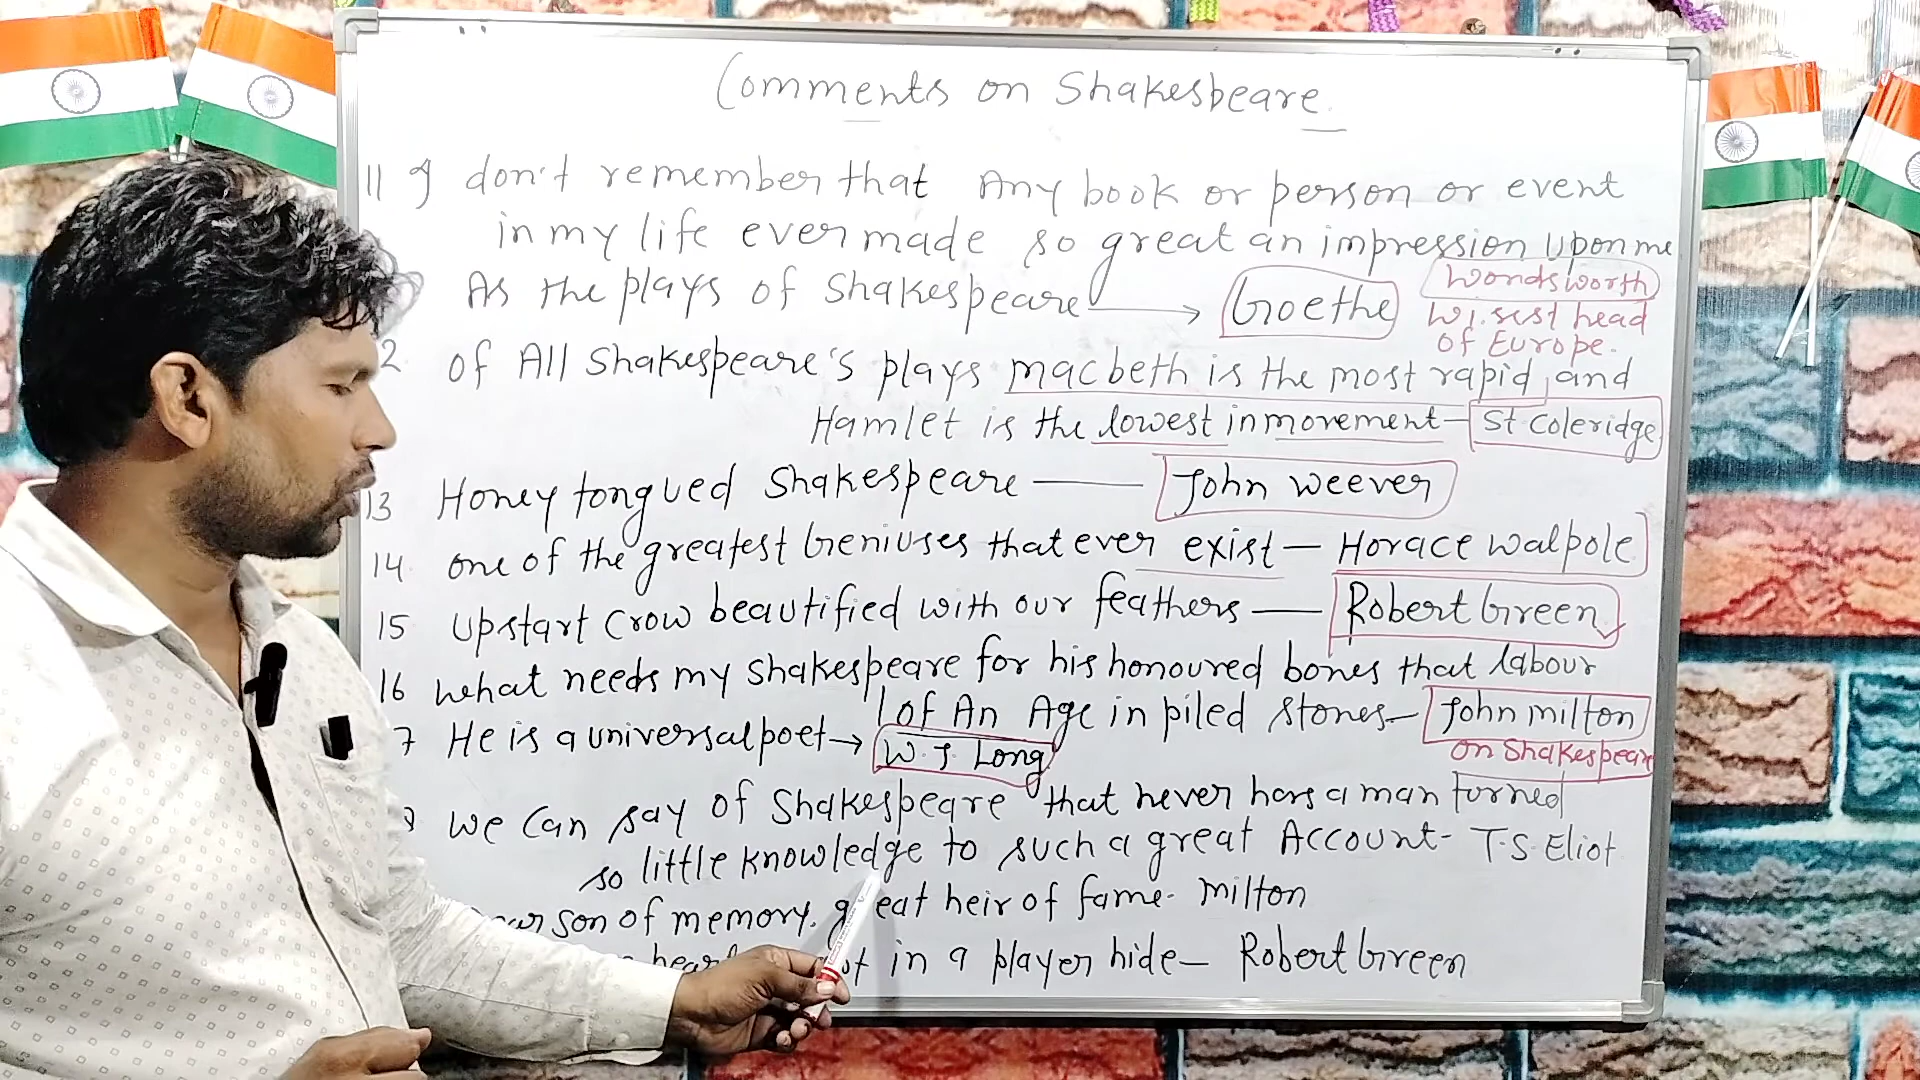 Comments on Shakespeare.
11 I don't remember that Any book or person or event
in my life ever made so great an impression upon me
As the plays of Shakespeare → Goethe
Wordsworth
Wisest head
of Europe.
2. of All Shakespeare's plays macbeth is the most rapid, and
Hamlet is the lowest in movement - St Coleridge
13 Honey tongued Shakespeare — John Weever
14. one of the greatest Geniuses that ever exist - Horace Walpole
15 Upstart Crow beautified with our feathers — Robert Green
16 What needs my Shakespeare for his honoured bones that labour
of An Age in piled stones- John milton
on Shakespeare
7 He is a universal poet → W.J. Long
8 We can say of Shakespeare that never has a man turned
so little knowledge to such a great Account- T.S. Eliot
son of memory. great heir of fame- Milton
in a player hide- Robert Green